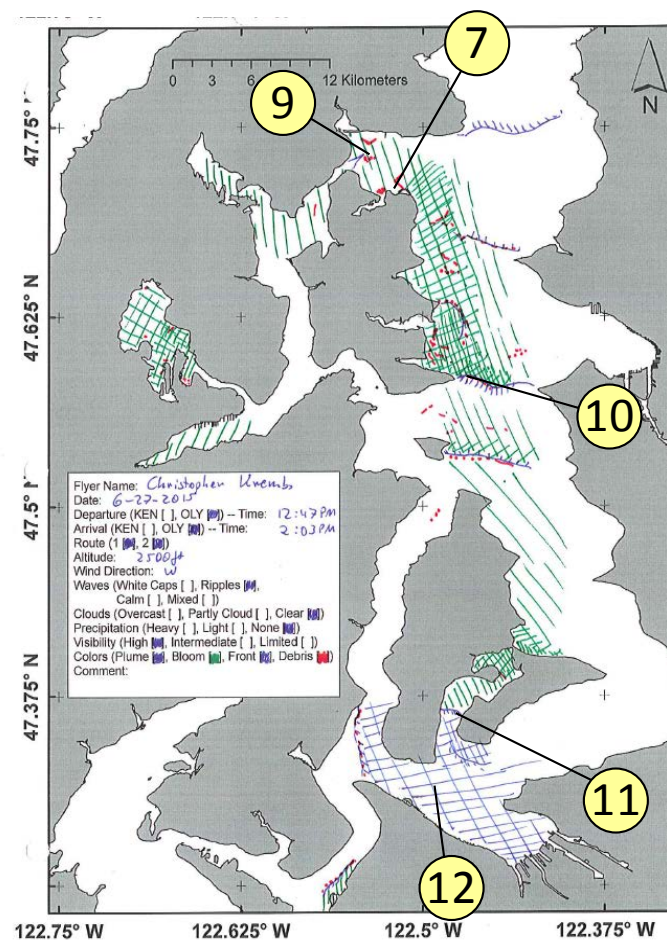 7
9
0 3 6 12 Kilometers
N
47.75°
47.625° N
10
Flyer Name: Christopher Krembs
Date: 6-27-2015
Departure (KEN [ ], OLY [ ]) -- Time: 12:47 PM
Arrival (KEN [ ], OLY [ ]) -- Time: 2:03 PM
Route (1 [ ], 2 [ ])
Altitude: 2500ft
Wind Direction: W
Waves (White Caps [ ], Ripples [ ],
Calm [ ], Mixed [ ])
Clouds (Overcast [ ], Partly Cloud [ ], Clear [ ])
Precipitation (Heavy [ ], Light [ ], None [ ])
Visibility (High [ ], Intermediate [ ], Limited [ ])
Colors (Plume [ ], Bloom [ ], Front [ ], Debris [ ])
Comment:
47.5°
47.375° N
11
12
122.75° W 122.625° W 122.5° W 122.375° W